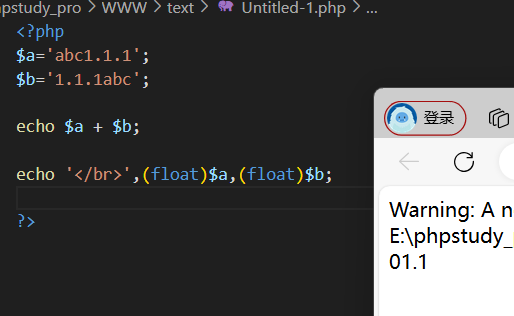 pstudy_pro > WWW > text > Untitled-1.php > ...
<?php
$a='abc1.1.1';
$b='1.1.1abc';
echo $a + $b;
echo '</br>',(float)$a,(float)$b;
?>
登录
Warning: A n
E:\phpstudy_
01.1